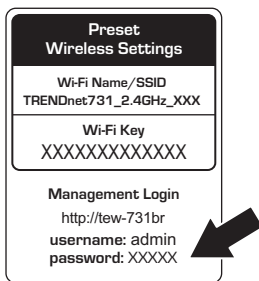 Preset
Wireless Settings
Wi-Fi Name/SSID
TRENDnet731_2.4GHz_XXX
Wi-Fi Key
XXXXXXXXXXXXX
Management Login
http://tew-731br
username: admin
password: XXXXX